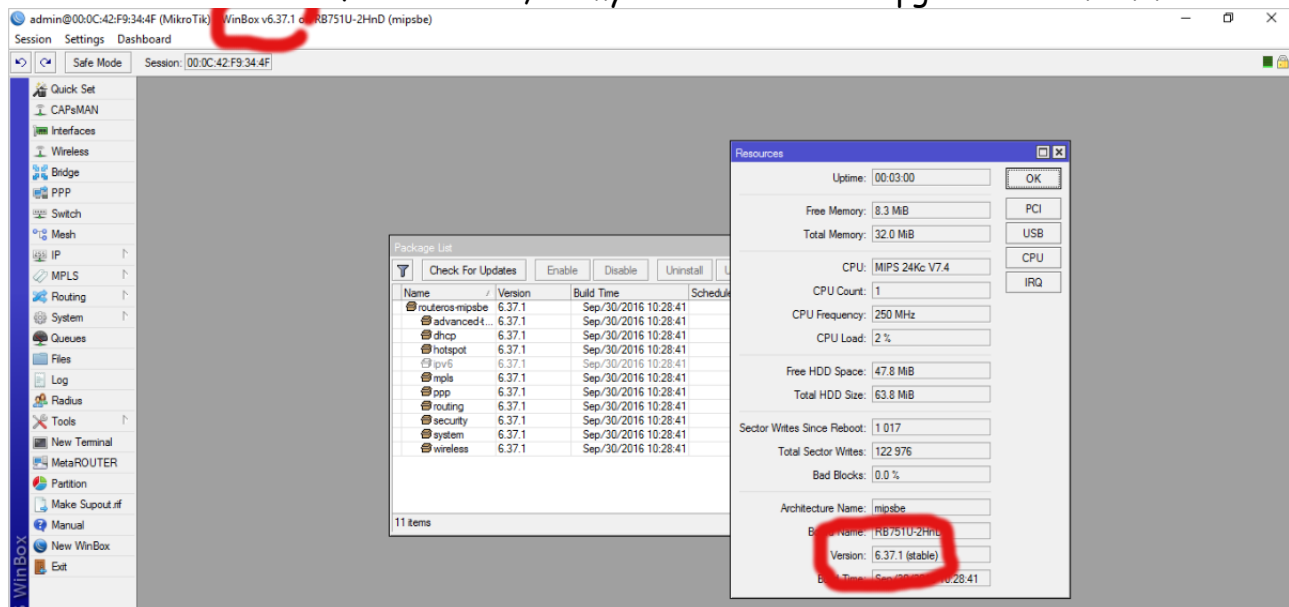 admin@00:0C:42:F9:34:4F (MikroTik) - WinBox v6.37.1 on RB751U-2HnD (mipsbe)
Session Settings Dashboard
Safe Mode Session: 00:0C:42:F9:34:4F
Quick Set
CAPsMAN
Interfaces
Wireless
Bridge
PPP
Switch
Mesh
IP
MPLS
Routing
System
Queues
Files
Log
Radius
Tools
New Terminal
MetaROUTER
Partition
Make Supout.rif
Manual
New WinBox
Exit
WinBox
Package List
Check For Updates Enable Disable Uninstall
Name / Version Build Time Schedule
routeros-mipsbe 6.37.1 Sep/30/2016 10:28:41
advanced-t... 6.37.1 Sep/30/2016 10:28:41
dhcp 6.37.1 Sep/30/2016 10:28:41
hotspot 6.37.1 Sep/30/2016 10:28:41
ipv6 6.37.1 Sep/30/2016 10:28:41
mpls 6.37.1 Sep/30/2016 10:28:41
ppp 6.37.1 Sep/30/2016 10:28:41
routing 6.37.1 Sep/30/2016 10:28:41
security 6.37.1 Sep/30/2016 10:28:41
system 6.37.1 Sep/30/2016 10:28:41
wireless 6.37.1 Sep/30/2016 10:28:41
11 items
Resources
Uptime: 00:03:00 OK
Free Memory: 8.3 MiB PCI
Total Memory: 32.0 MiB USB
CPU: MIPS 24Kc V7.4 CPU
CPU Count: 1 IRQ
CPU Frequency: 250 MHz
CPU Load: 2 %
Free HDD Space: 47.8 MiB
Total HDD Size: 63.8 MiB
Sector Writes Since Reboot: 1 017
Total Sector Writes: 122 976
Bad Blocks: 0.0 %
Architecture Name: mipsbe
Name: RB751U-2HnD
Version: 6.37.1 (stable)
Time: :28:41